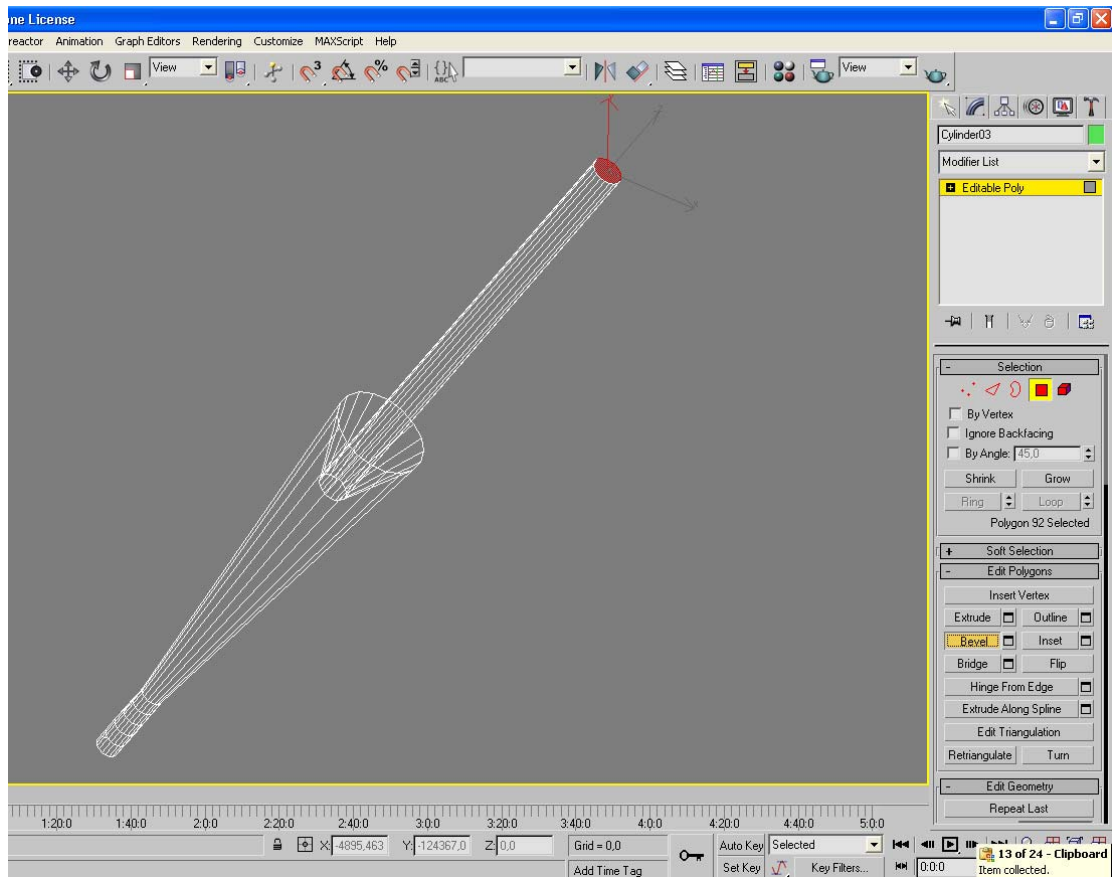 one License
reactor Animation Graph Editors Rendering Customize MAXScript Help
View
3
%
ABC
View
Cylinder03
Modifier List
Editable Poly
- Selection
By Vertex
Ignore Backfacing
By Angle: 45,0
Shrink Grow
Ring Loop
Polygon 92 Selected
+ Soft Selection
- Edit Polygons
Insert Vertex
Extrude Outline
Bevel Inset
Bridge Flip
Hinge From Edge
Extrude Along Spline
Edit Triangulation
Retriangulate Turn
- Edit Geometry
Repeat Last
1:20:0 1:40:0 2:0:0 2:20:0 2:40:0 3:0:0 3:20:0 3:40:0 4:0:0 4:20:0 4:40:0 5:0:0
X: -4895,463 Y: -124367,0 Z: 0,0 Grid = 0,0 Auto Key Selected
Add Time Tag Set Key Key Filters... 0:0:0
13 of 24 - Clipboard
Item collected.